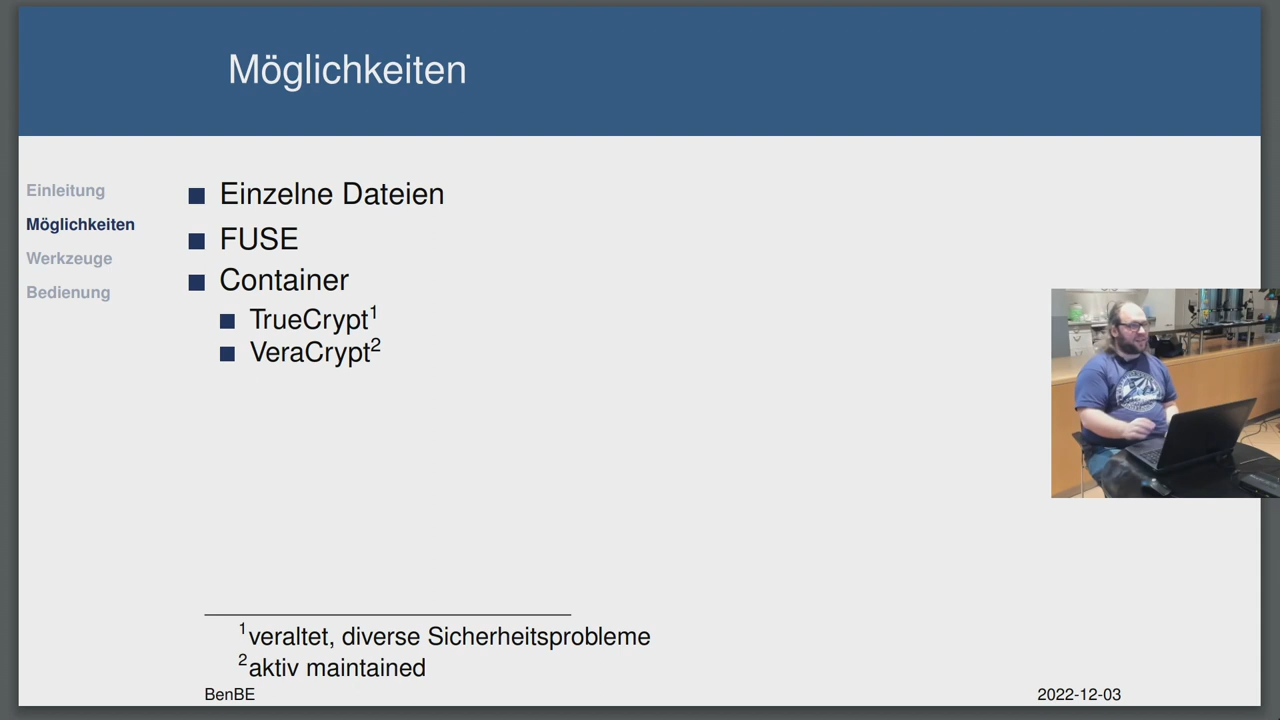 Möglichkeiten
Einleitung
Möglichkeiten
Werkzeuge
Bedienung
Einzelne Dateien
FUSE
Container
TrueCrypt¹
VeraCrypt²
¹veraltet, diverse Sicherheitsprobleme
²aktiv maintained
BenBE
2022-12-03